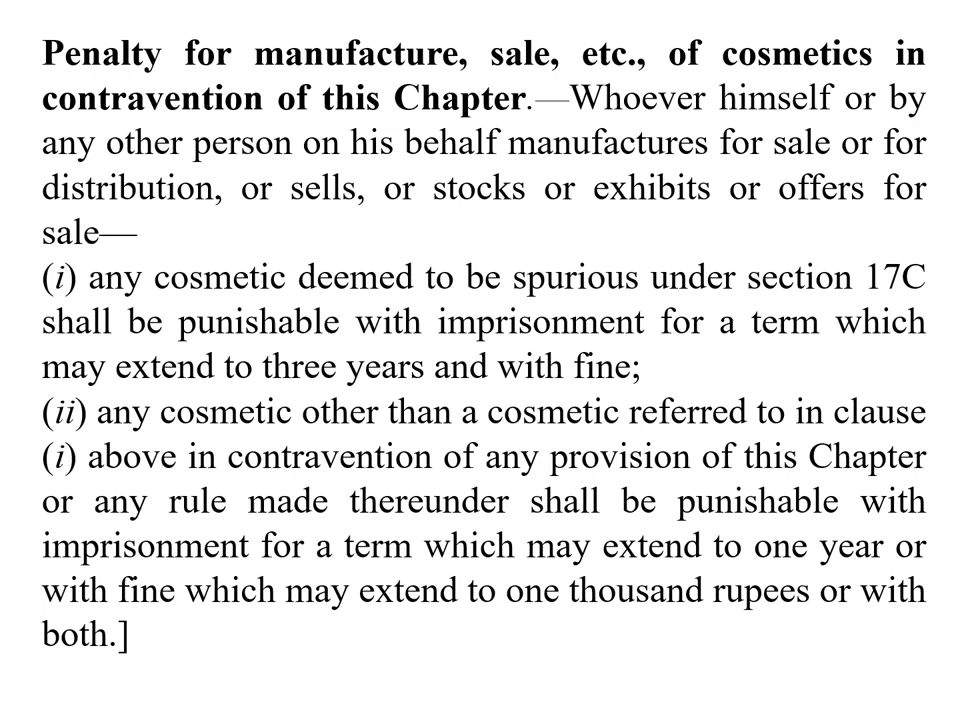 Penalty for manufacture, sale, etc., of cosmetics in
contravention of this Chapter.—Whoever himself or by
any other person on his behalf manufactures for sale or for
distribution, or sells, or stocks or exhibits or offers for
sale—
(i) any cosmetic deemed to be spurious under section 17C
shall be punishable with imprisonment for a term which
may extend to three years and with fine;
(ii) any cosmetic other than a cosmetic referred to in clause
(i) above in contravention of any provision of this Chapter
or any rule made thereunder shall be punishable with
imprisonment for a term which may extend to one year or
with fine which may extend to one thousand rupees or with
both.]